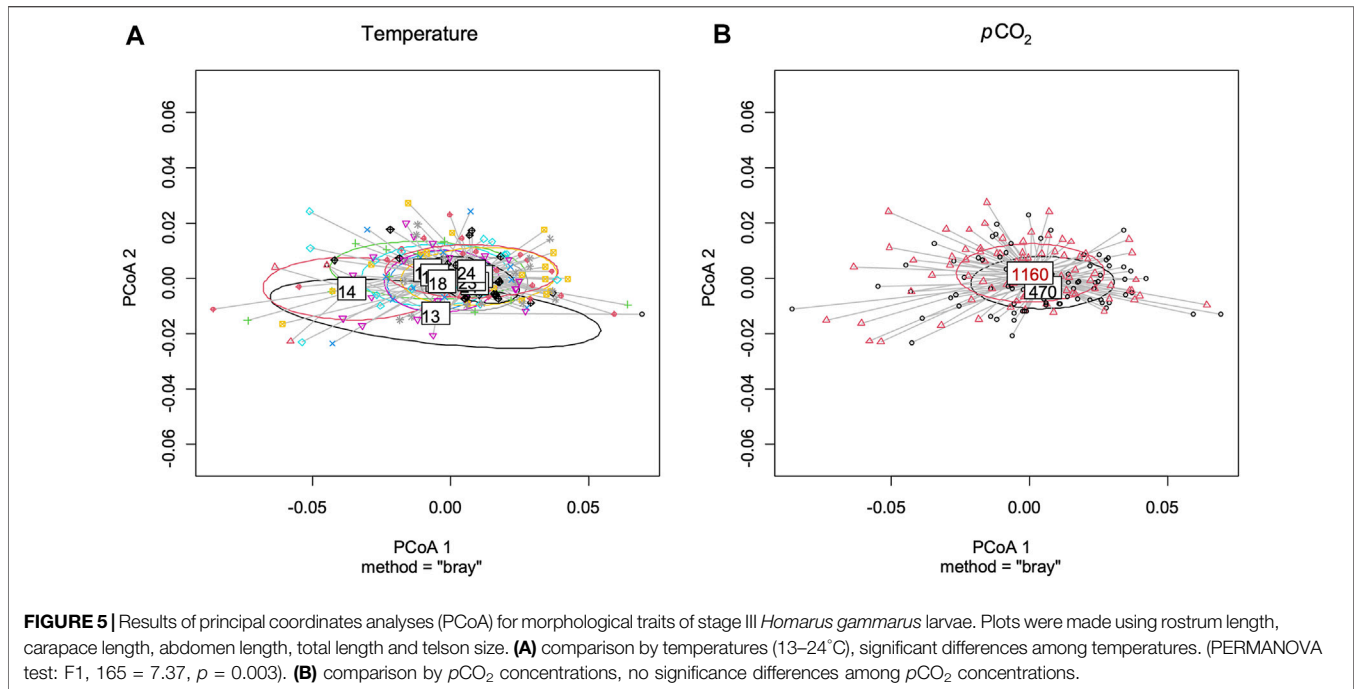 A
Temperature
PCoA 2
-0.06
-0.04
-0.02
0.00
0.02
0.04
0.06
14
13
18
24
23
-0.05
0.00
0.05
PCoA 1
method = "bray"
B
pCO2
PCoA 2
-0.06
-0.04
-0.02
0.00
0.02
0.04
0.06
1160
470
-0.05
0.00
0.05
PCoA 1
method = "bray"
FIGURE 5 | Results of principal coordinates analyses (PCoA) for morphological traits of stage III Homarus gammarus larvae. Plots were made using rostrum length,
carapace length, abdomen length, total length and telson size. (A) comparison by temperatures (13–24°C), significant differences among temperatures. (PERMANOVA
test: F1, 165 = 7.37, p = 0.003). (B) comparison by pCO2 concentrations, no significance differences among pCO2 concentrations.